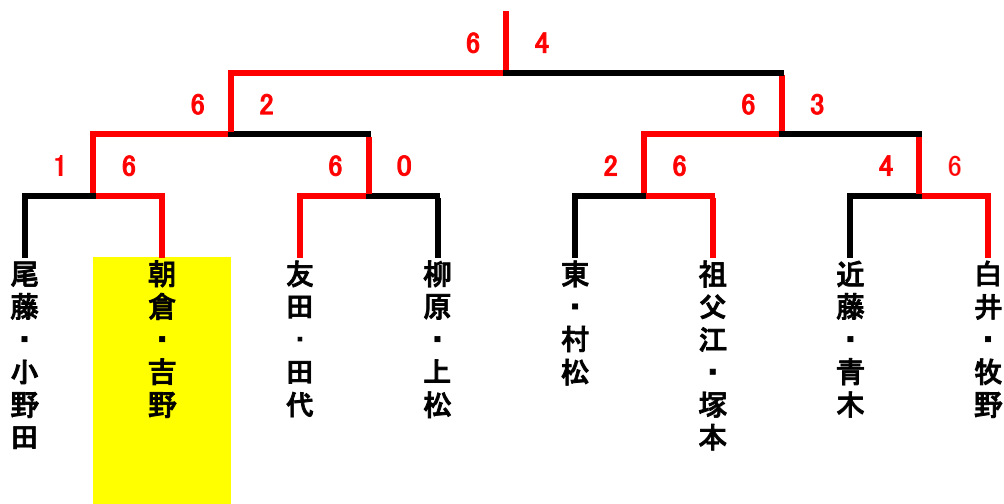 6 4
6 2 6 3
1 6 6 0 2 6 4 6
尾藤・小野田
朝倉・吉野
友田・田代
柳原・上松
東・村松
祖父江・塚本
近藤・青木
白井・牧野